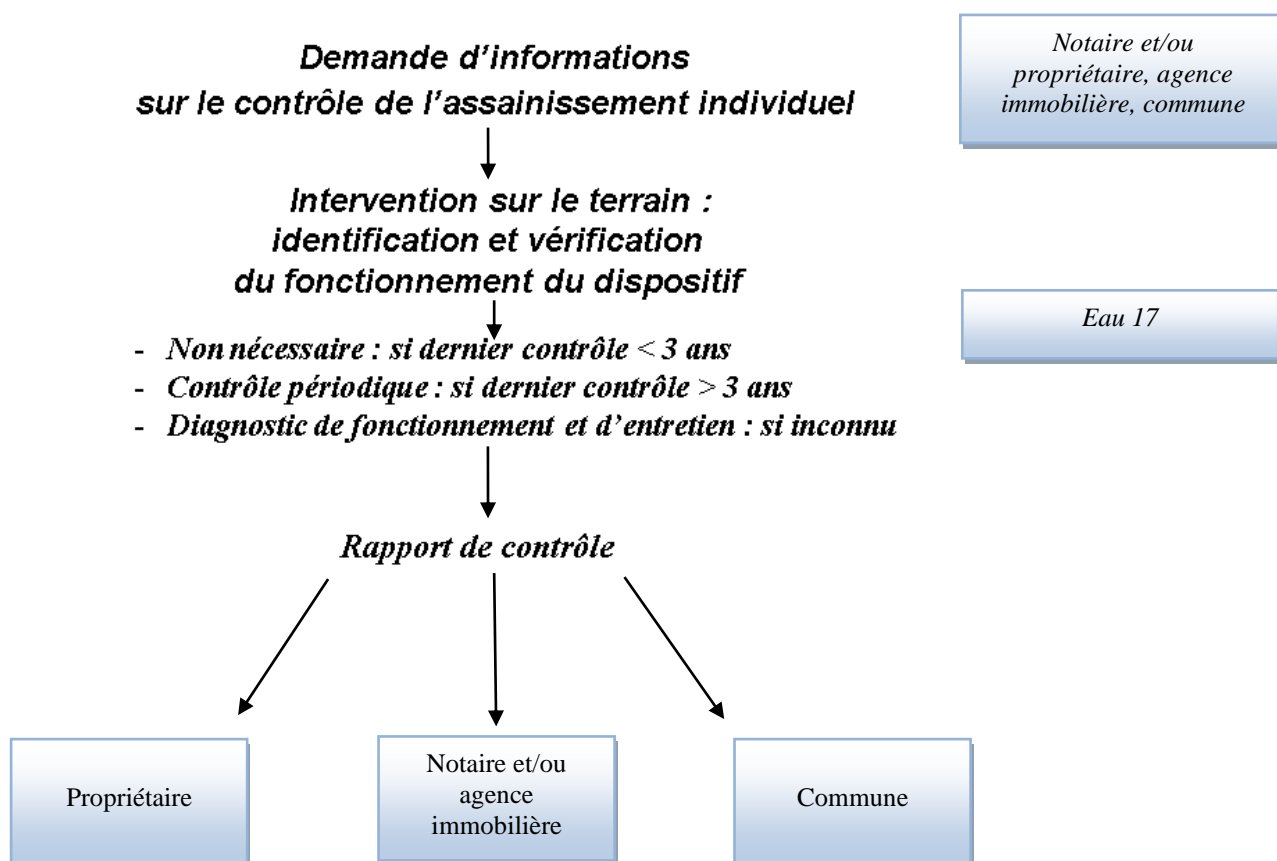 Demande d'informations
sur le contrôle de l'assainissement individuel
Notaire et/ou
propriétaire, agence
immobilière, commune
Intervention sur le terrain :
identification et vérification
du fonctionnement du dispositif
Eau 17
- Non nécessaire : si dernier contrôle < 3 ans
- Contrôle périodique : si dernier contrôle > 3 ans
- Diagnostic de fonctionnement et d'entretien : si inconnu
Rapport de contrôle
Propriétaire
Notaire et/ou
agence
immobilière
Commune